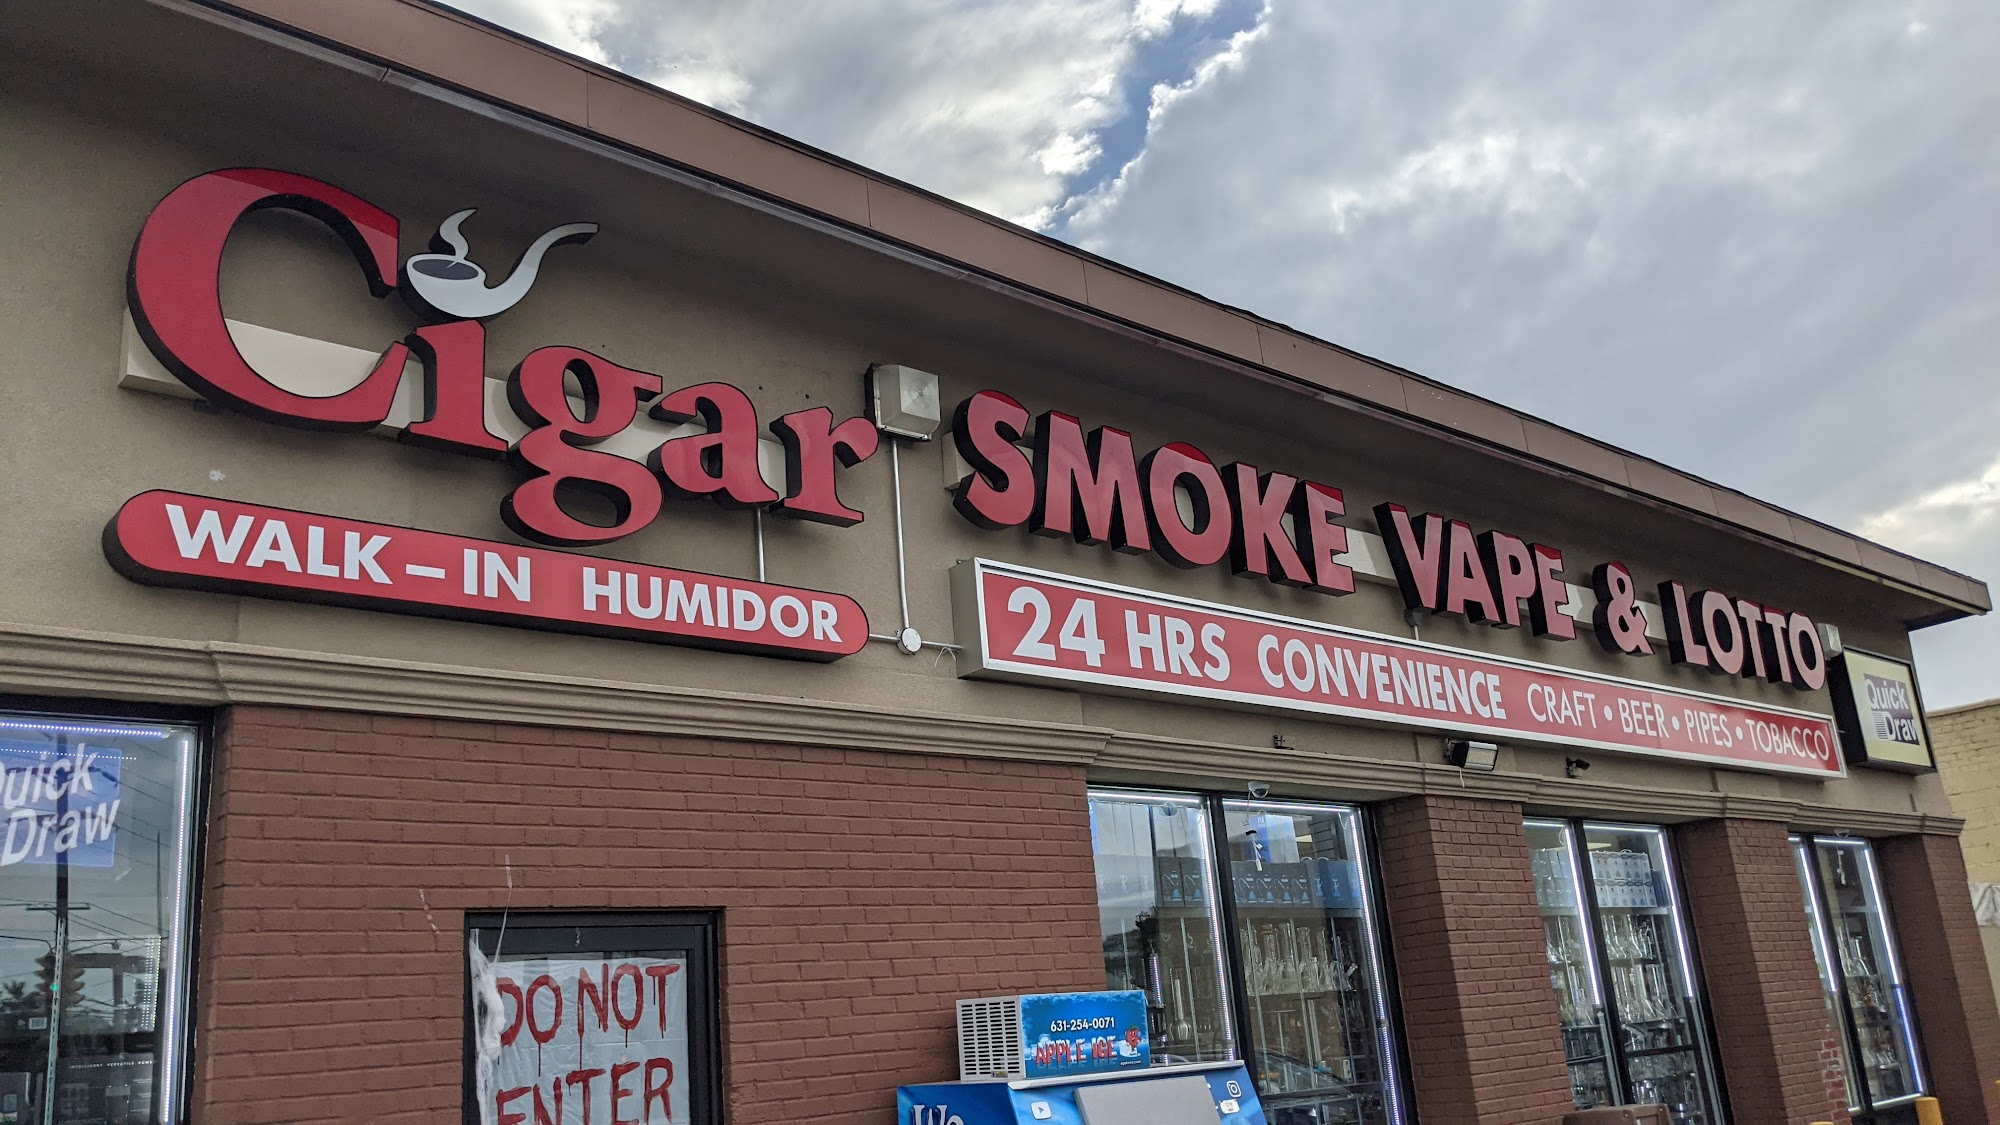 Cigar
WALK-IN HUMIDOR
SMOKE VAPE & LOTTO
24 HRS CONVENIENCE CRAFT • BEER • PIPES • TOBACCO
Quick
Draw
Quick
Draw
DO NOT
ENTER
631-254-0071
APPLE ICE